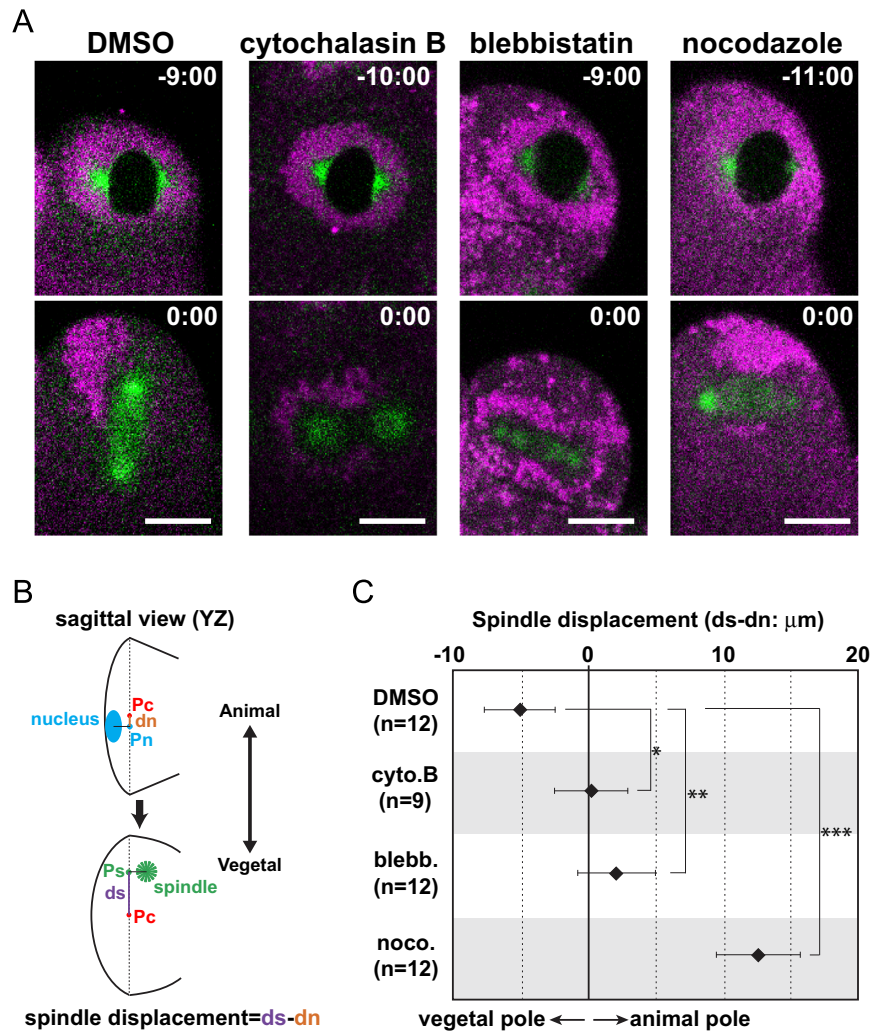 A
DMSO cytochalasin B blebbistatin nocodazole
-9:00 -10:00 -9:00 -11:00
0:00 0:00 0:00 0:00
B
sagittal view (YZ)
Pc
nucleus dn
Pn
Animal
Vegetal
Ps
spindle
ds
Pc
spindle displacement=ds-dn
C
Spindle displacement (ds-dn: μm)
-10 0 10 20
DMSO
(n=12)
*
cyto.B
(n=9)
**
***
blebb.
(n=12)
noco.
(n=12)
vegetal pole ←— —→ animal pole